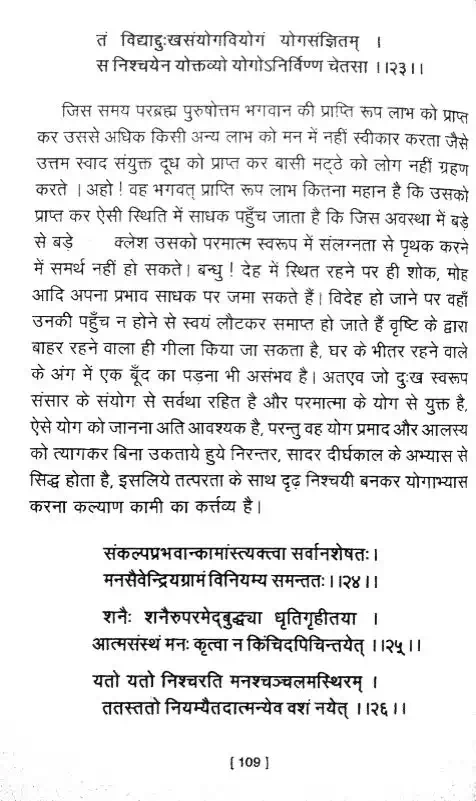 तं विद्याद्दुःखसंयोगवियोगं योगसंज्ञितम् ।
स निश्चयेन योक्तव्यो योगोऽनिर्विण्ण चेतसा ।।२३।।
जिस समय परब्रह्म पुरुषोत्तम भगवान की प्राप्ति रूप लाभ को प्राप्त
कर उससे अधिक किसी अन्य लाभ को मन में नहीं स्वीकार करता जैसे
उत्तम स्वाद संयुक्त दूध को प्राप्त कर बासी मट्ठे को लोग नहीं ग्रहण
करते । अहो ! वह भगवत् प्राप्ति रूप लाभ कितना महान है कि उसको
प्राप्त कर ऐसी स्थिति में साधक पहुँच जाता है कि जिस अवस्था में बड़े
से बड़े क्लेश उसको परमात्म स्वरूप में संलग्नता से पृथक करने
में समर्थ नहीं हो सकते। बन्धु ! देह में स्थित रहने पर ही शोक, मोह
आदि अपना प्रभाव साधक पर जमा सकते हैं। विदेह हो जाने पर वहाँ
उनकी पहुँच न होने से स्वयं लौटकर समाप्त हो जाते हैं वृष्टि के द्वारा
बाहर रहने वाला ही गीला किया जा सकता है, घर के भीतर रहने वाले
के अंग में एक बूँद का पड़ना भी असंभव है। अतएव जो दुःख स्वरूप
संसार के संयोग से सर्वथा रहित है और परमात्मा के योग से युक्त है,
ऐसे योग को जानना अति आवश्यक है, परन्तु वह योग प्रमाद और आलस्य
को त्यागकर बिना उकताये हुये निरन्तर, सादर दीर्घकाल के अभ्यास से
सिद्ध होता है, इसलिये तत्परता के साथ दृढ़ निश्चयी बनकर योगाभ्यास
करना कल्याण कामी का कर्त्तव्य है।
संकल्पप्रभवान्कामांस्त्यक्त्वा सर्वानशेषतः।
मनसैवेन्द्रियग्रामं विनियम्य समन्ततः ।।२४।।
शनैः शनैरुपरमेद्बुद्ध्या धृतिगृहीतया ।
आत्मसंस्थं मनः कृत्वा न किंचिदपिचिन्तयेत् ।।२५।।
यतो यतो निश्चरति मनश्चञ्चलमस्थिरम् ।
ततस्ततो नियम्यैतदात्मन्येव वशं नयेत् ।।२६।।
[ 109 ]